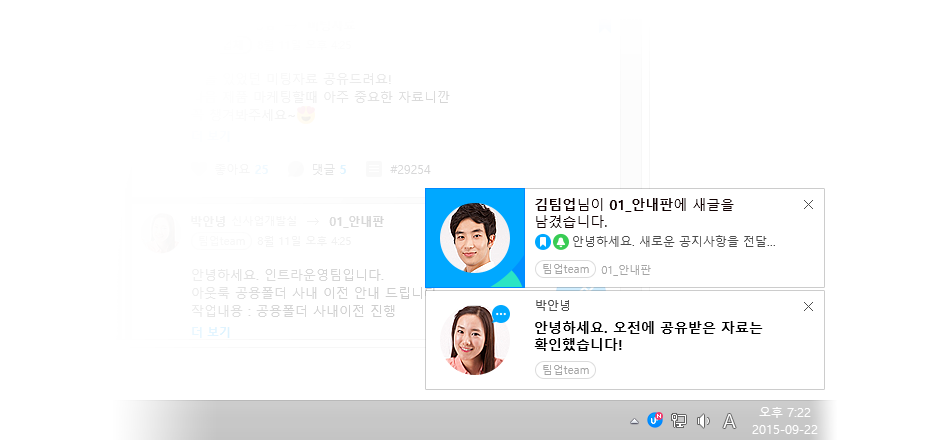 미팅자료 공유드려요!
마케팅할때 아주 중요한 자료니깐
좋아요 25 댓글 5 #29254
박안녕 → 01_안내판
team 8월 11일 오후 4:25
안녕하세요. 인트라운영팀입니다.
아웃룩 공용폴더 사내 이전 안내 드립니다
작업내용 : 공용폴더 사내이전 진행
더 보기
김팀업님이 01_안내판에 새글을
남겼습니다.
안녕하세요. 새로운 공지사항을 전달...
팀업team 01_안내판
박안녕
안녕하세요. 오전에 공유받은 자료는
확인했습니다!
팀업team
A
오후 7:22
2015-09-22